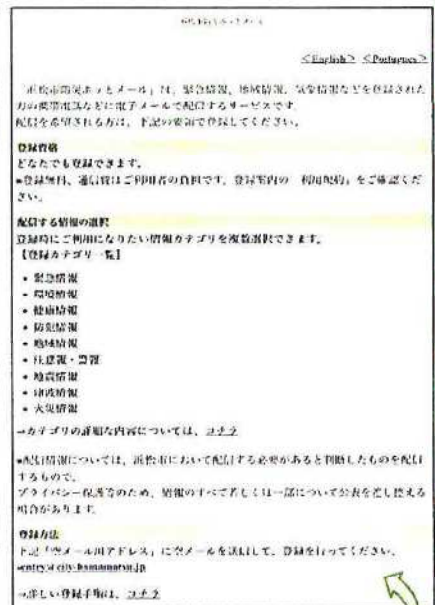 <English> <Portugues>
「浜松市防災ホッとメール」は、緊急情報、地域情報、気象情報などを登録された
方の携帯電話などに電子メールで配信するサービスです。
配信を希望される方は、下記の要領で登録してください。
登録資格
どなたでも登録できます。
※登録無料、通信費はご利用者の負担です。登録案内の「利用規約」をご確認くだ
さい。
配信する情報の選択
登録時にご利用になりたい情報カテゴリを複数選択できます。
【登録カテゴリ一覧】
・緊急情報
・環境情報
・健康情報
・防犯情報
・地域情報
・注意報・警報
・地震情報
・津波情報
・火災情報
→カテゴリの詳細な内容については、コチラ
※配信情報については、浜松市において配信する必要があると判断したものを配信
するもので、
プライバシー保護等のため、情報のすべて若しくは一部について公表を差し控える
場合があります。
登録方法
下記「空メール用アドレス」に空メールを送信して、登録を行ってください。
→詳しい登録手順は、コチラ